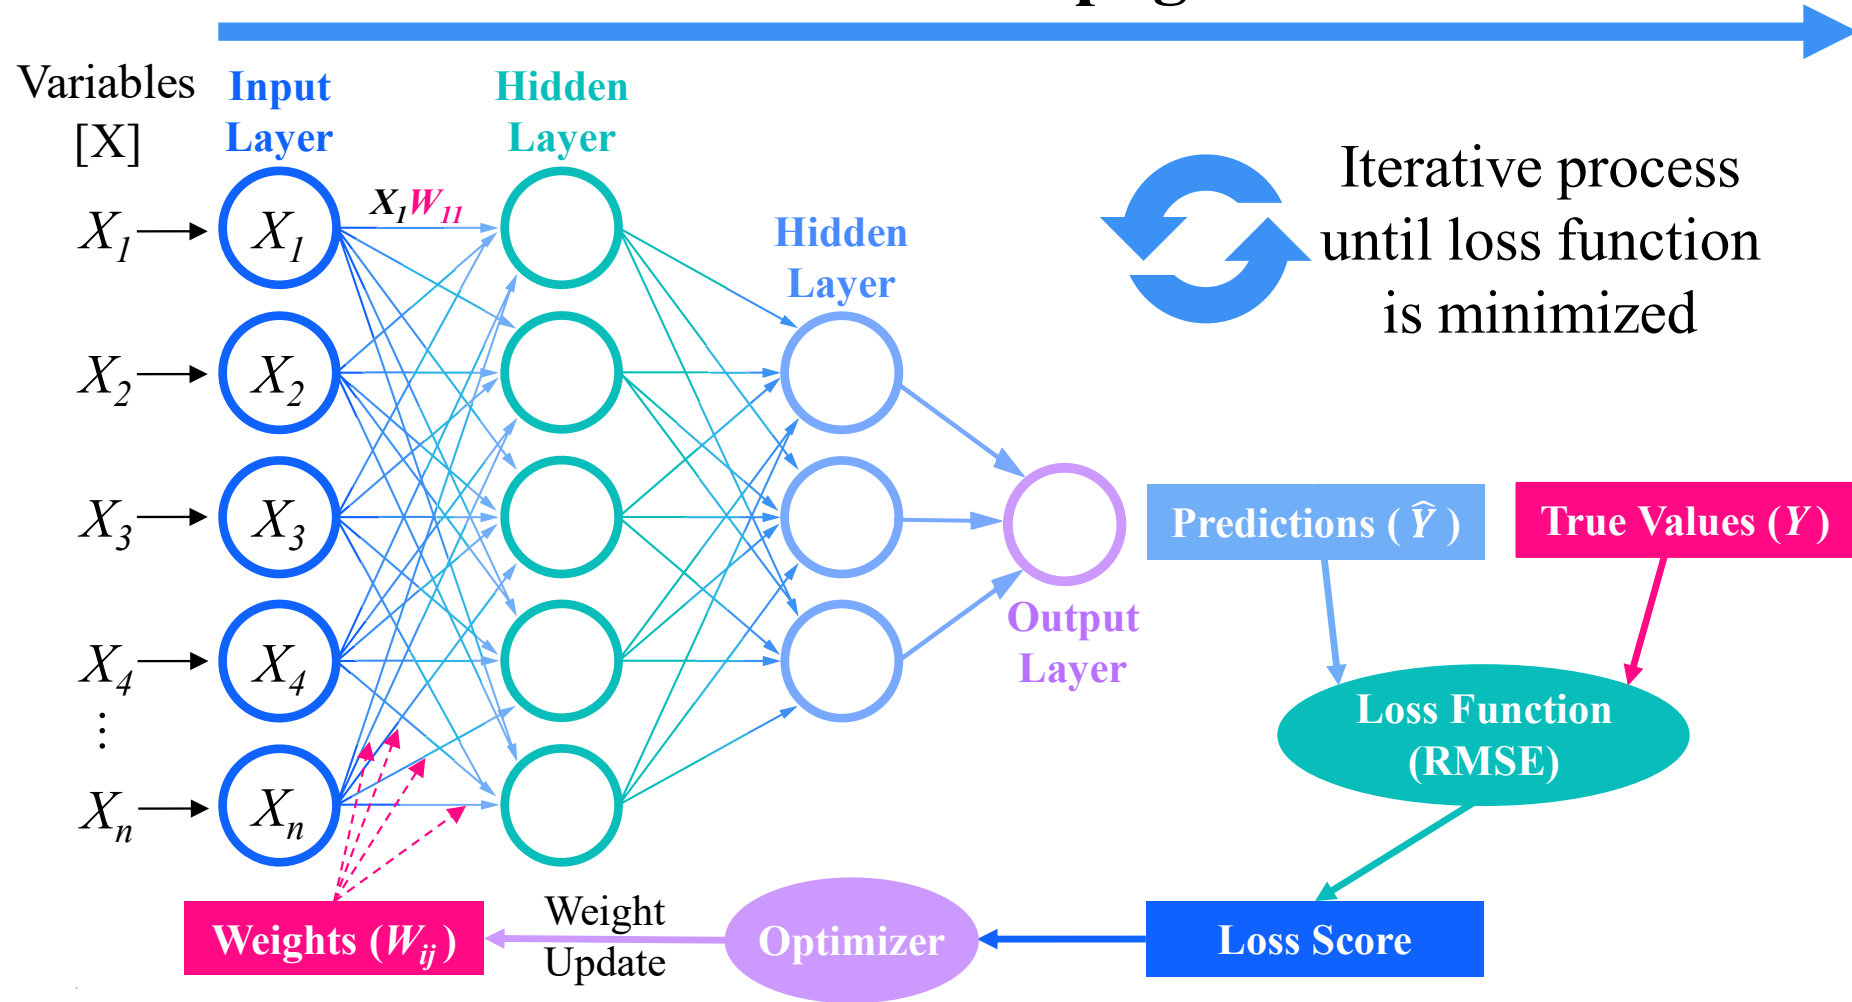 Variables
[X]
Input
Layer
Hidden
Layer
Hidden
Layer
X₁
X₂
X₃
X₄
⋮
Xₙ
X₁
X₂
X₃
X₄
Xₙ
X₁W₁₁
Iterative process
until loss function
is minimized
Output
Layer
Predictions (Ŷ)
True Values (Y)
Loss Function
(RMSE)
Loss Score
Optimizer
Weight
Update
Weights (Wᵢⱼ)